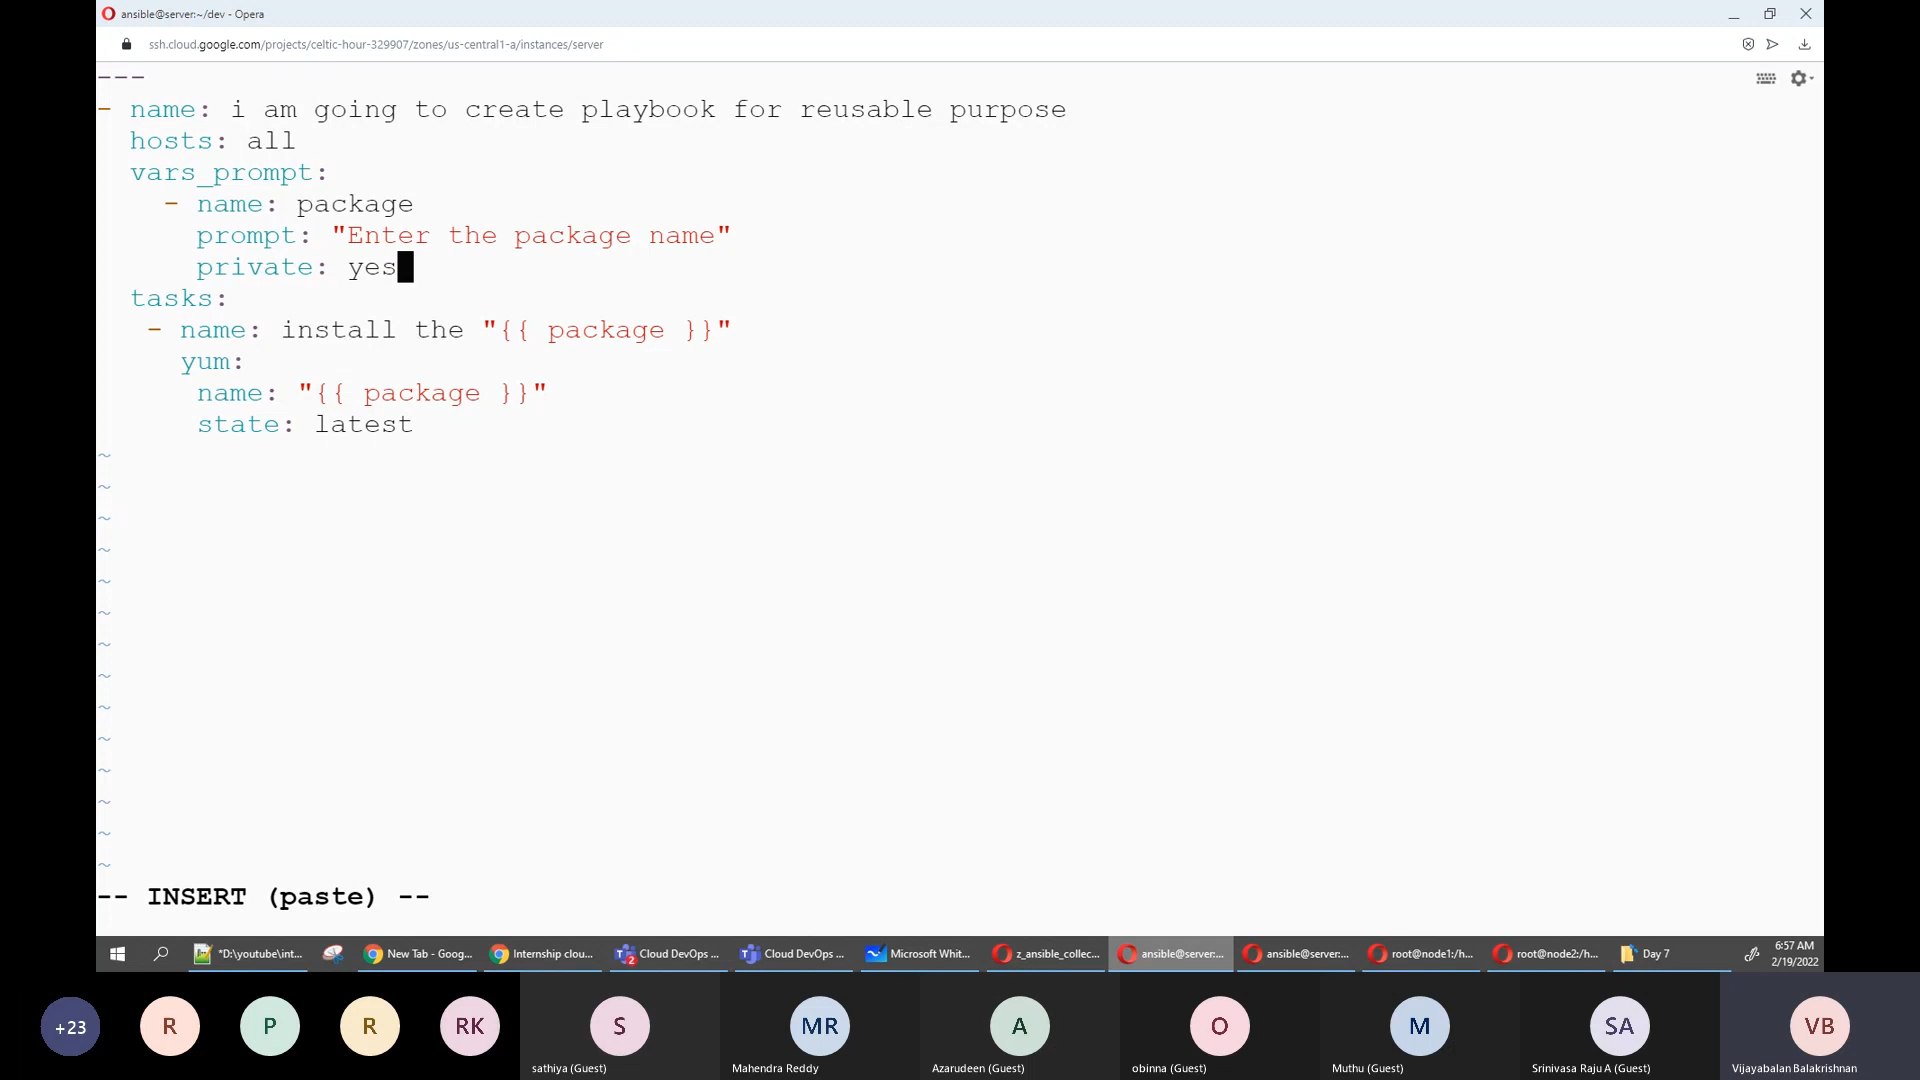 ansible@server:~/dev - Opera
ssh.cloud.google.com/projects/celtic-hour-329907/zones/us-central1-a/instances/server
---
- name: i am going to create playbook for reusable purpose
hosts: all
vars_prompt:
- name: package
prompt: "Enter the package name"
private: yes
tasks:
- name: install the "{{ package }}"
yum:
name: "{{ package }}"
state: latest
~
~
~
~
~
~
~
~
~
~
~
~
~
~
-- INSERT (paste) --
*D:\youtube\int...
New Tab - Goog...
Internship clou...
2
Cloud DevOps ...
Cloud DevOps ...
Microsoft Whit...
z_ansible_collec...
ansible@server:...
ansible@server:...
root@node1:/h...
root@node2:/h...
Day 7
6:57 AM
2/19/2022
+23
R
P
R
RK
S
MR
A
O
M
SA
VB
sathiya (Guest)
Mahendra Reddy
Azarudeen (Guest)
obinna (Guest)
Muthu (Guest)
Srinivasa Raju A (Guest)
Vijayabalan Balakrishnan